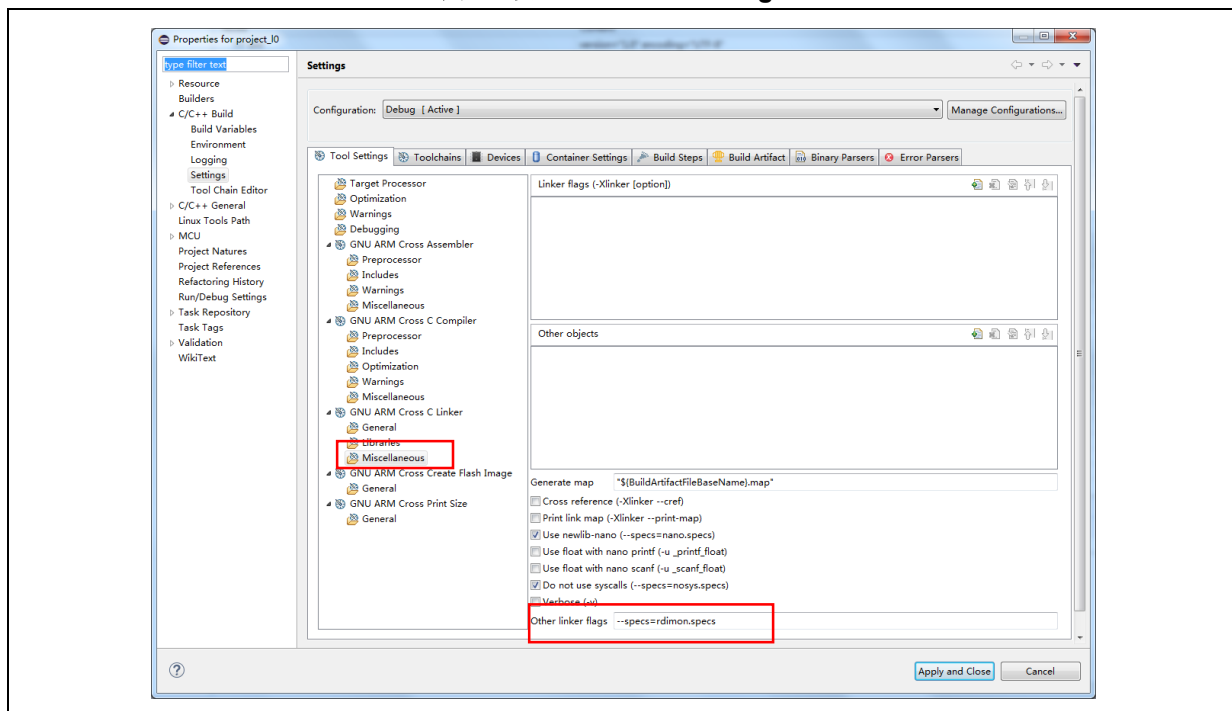 Properties for project_l0
type filter text
Resource
Builders
C/C++ Build
Build Variables
Environment
Logging
Settings
Tool Chain Editor
C/C++ General
Linux Tools Path
MCU
Project Natures
Project References
Refactoring History
Run/Debug Settings
Task Repository
Task Tags
Validation
WikiText
Settings
Configuration: Debug [ Active ] Manage Configurations...
Tool Settings Toolchains Devices Container Settings Build Steps Build Artifact Binary Parsers Error Parsers
Target Processor
Optimization
Warnings
Debugging
GNU ARM Cross Assembler
Preprocessor
Includes
Warnings
Miscellaneous
GNU ARM Cross C Compiler
Preprocessor
Includes
Optimization
Warnings
Miscellaneous
GNU ARM Cross C Linker
General
Libraries
Miscellaneous
GNU ARM Cross Create Flash Image
General
GNU ARM Cross Print Size
General
Linker flags (-Xlinker [option])
Other objects
Generate map "${BuildArtifactFileBaseName}.map"
Cross reference (-Xlinker --cref)
Print link map (-Xlinker --print-map)
Use newlib-nano (--specs=nano.specs)
Use float with nano printf (-u _printf_float)
Use float with nano scanf (-u _scanf_float)
Do not use syscalls (--specs=nosys.specs)
Verbose (-v)
Other linker flags --specs=rdimon.specs
Apply and Close Cancel